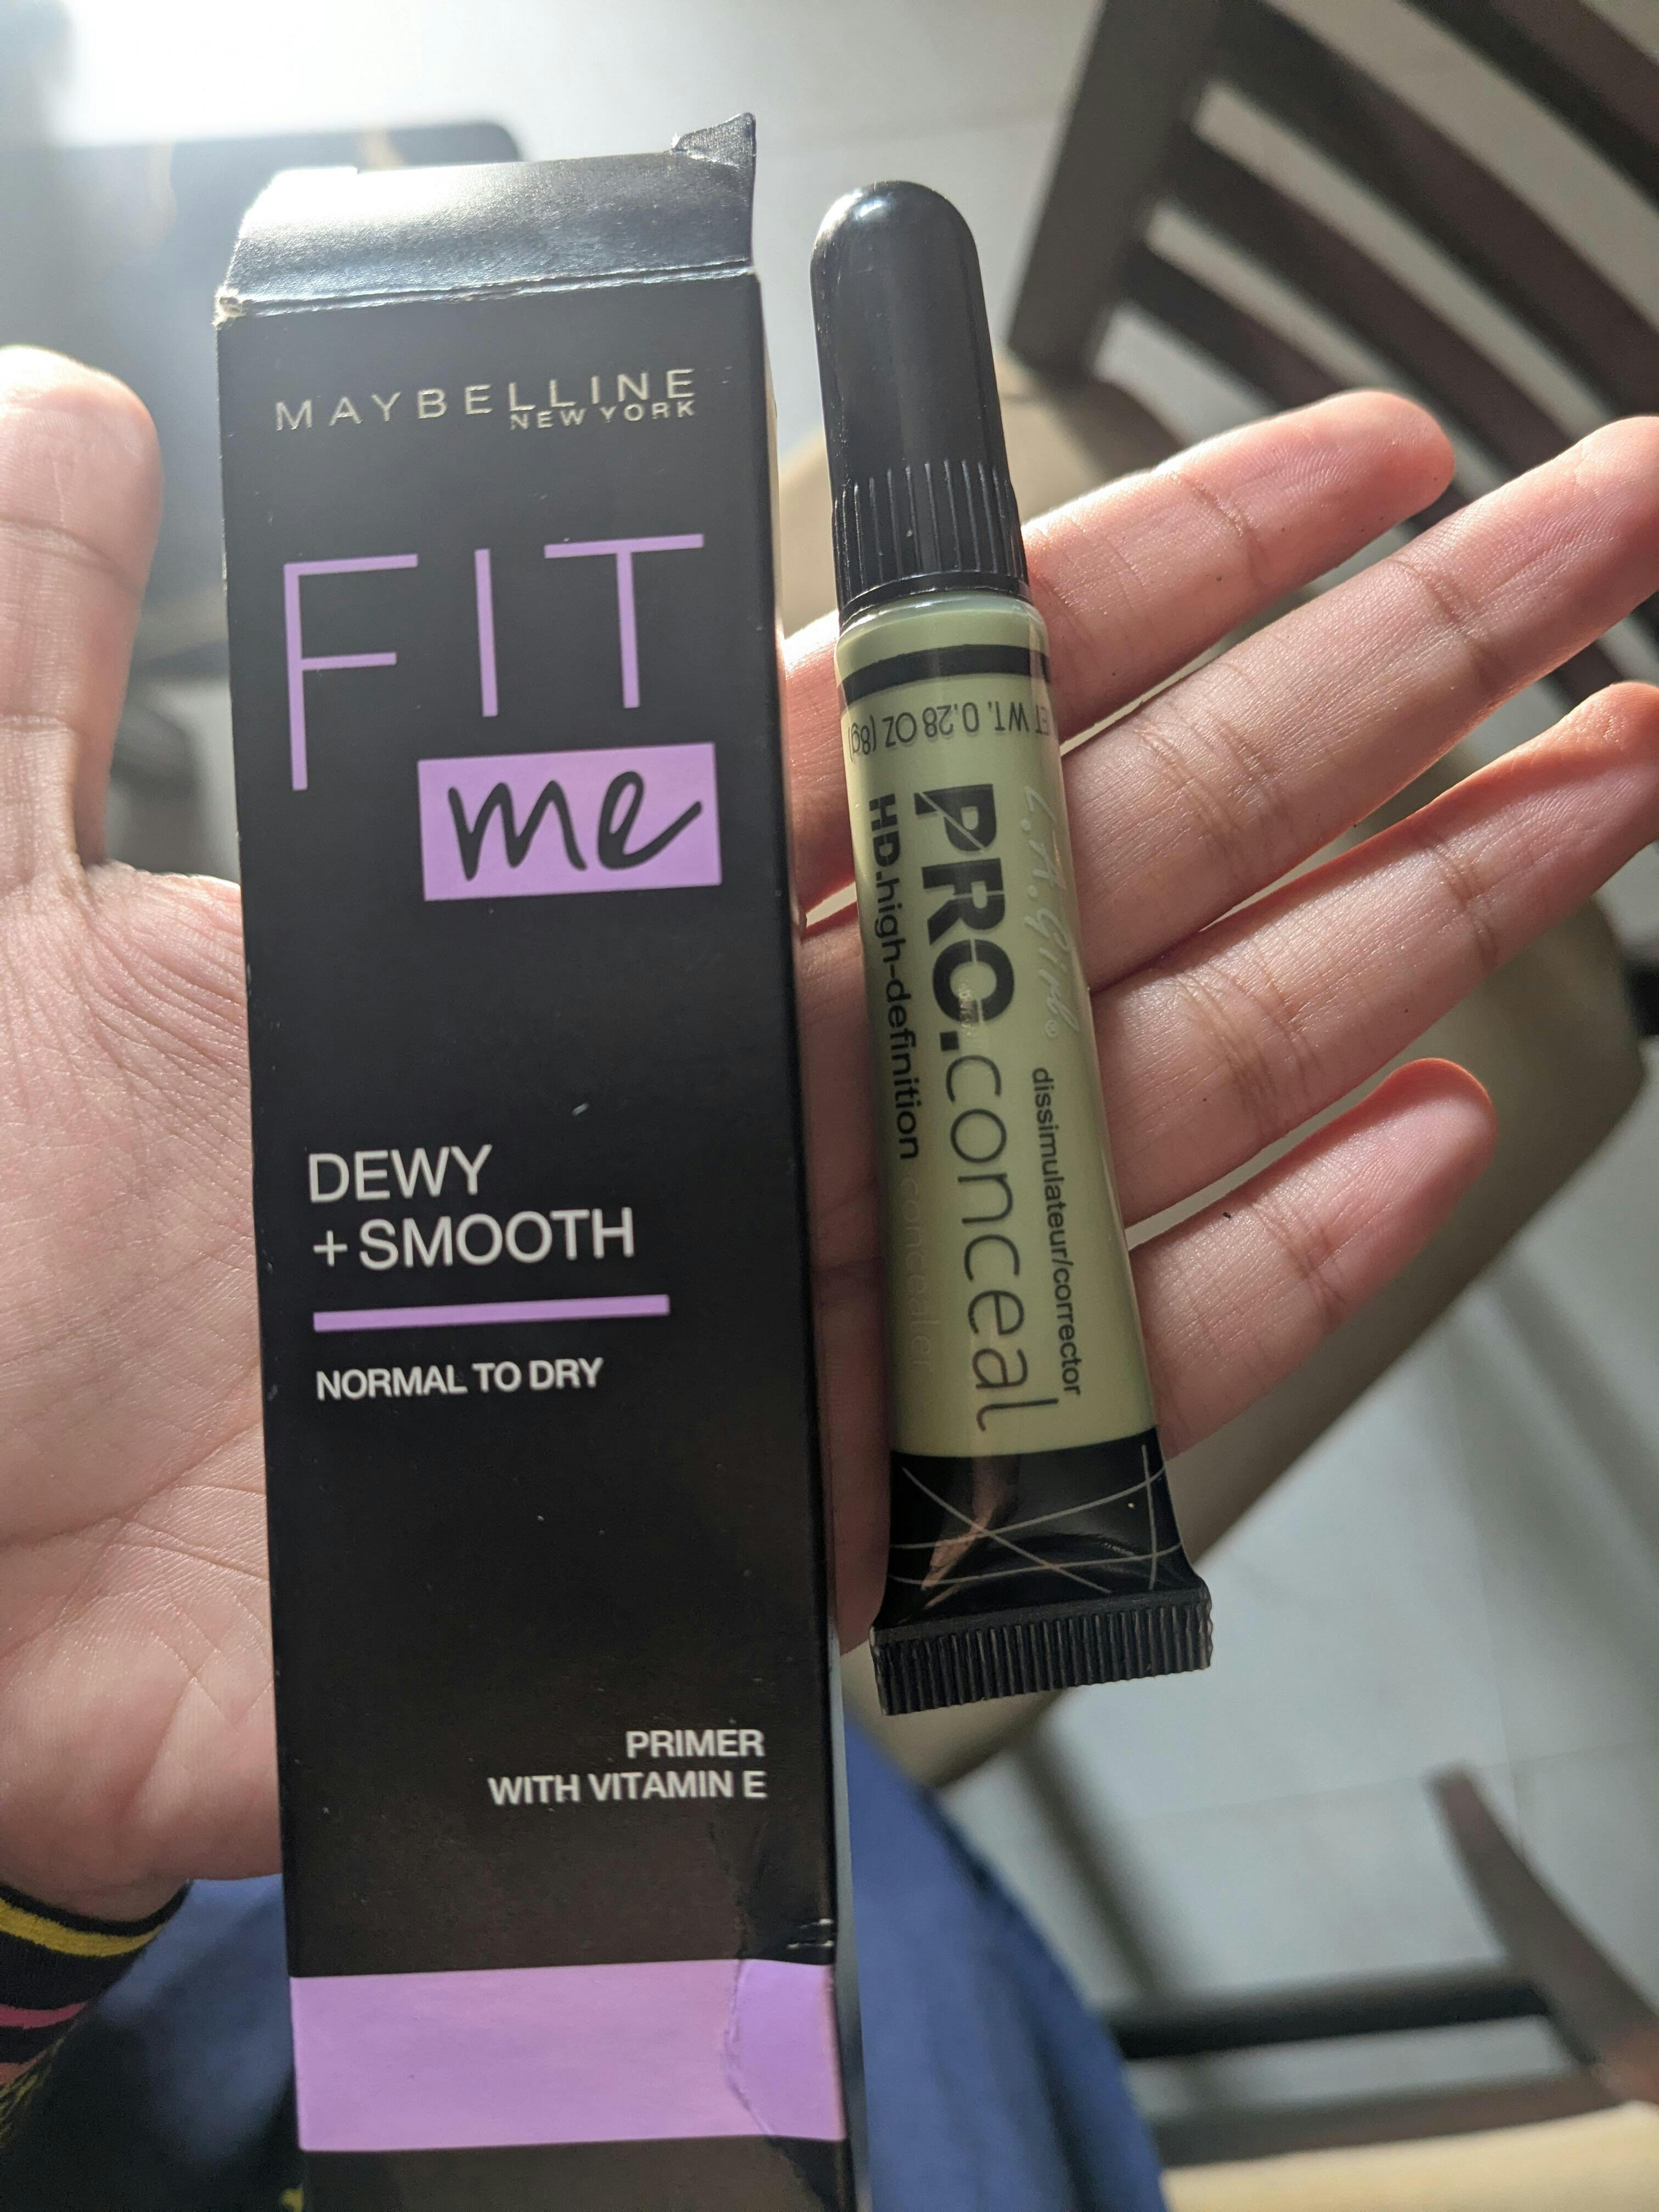 MAYBELLINE
NEW YORK
FIT
me
DEWY
+ SMOOTH
NORMAL TO DRY
PRIMER
WITH VITAMIN E
ET WT. 0.28 OZ (8g)
L.A. Girl®
PRO.conceal
HD.high-definition concealer
dissimulateur/corrector